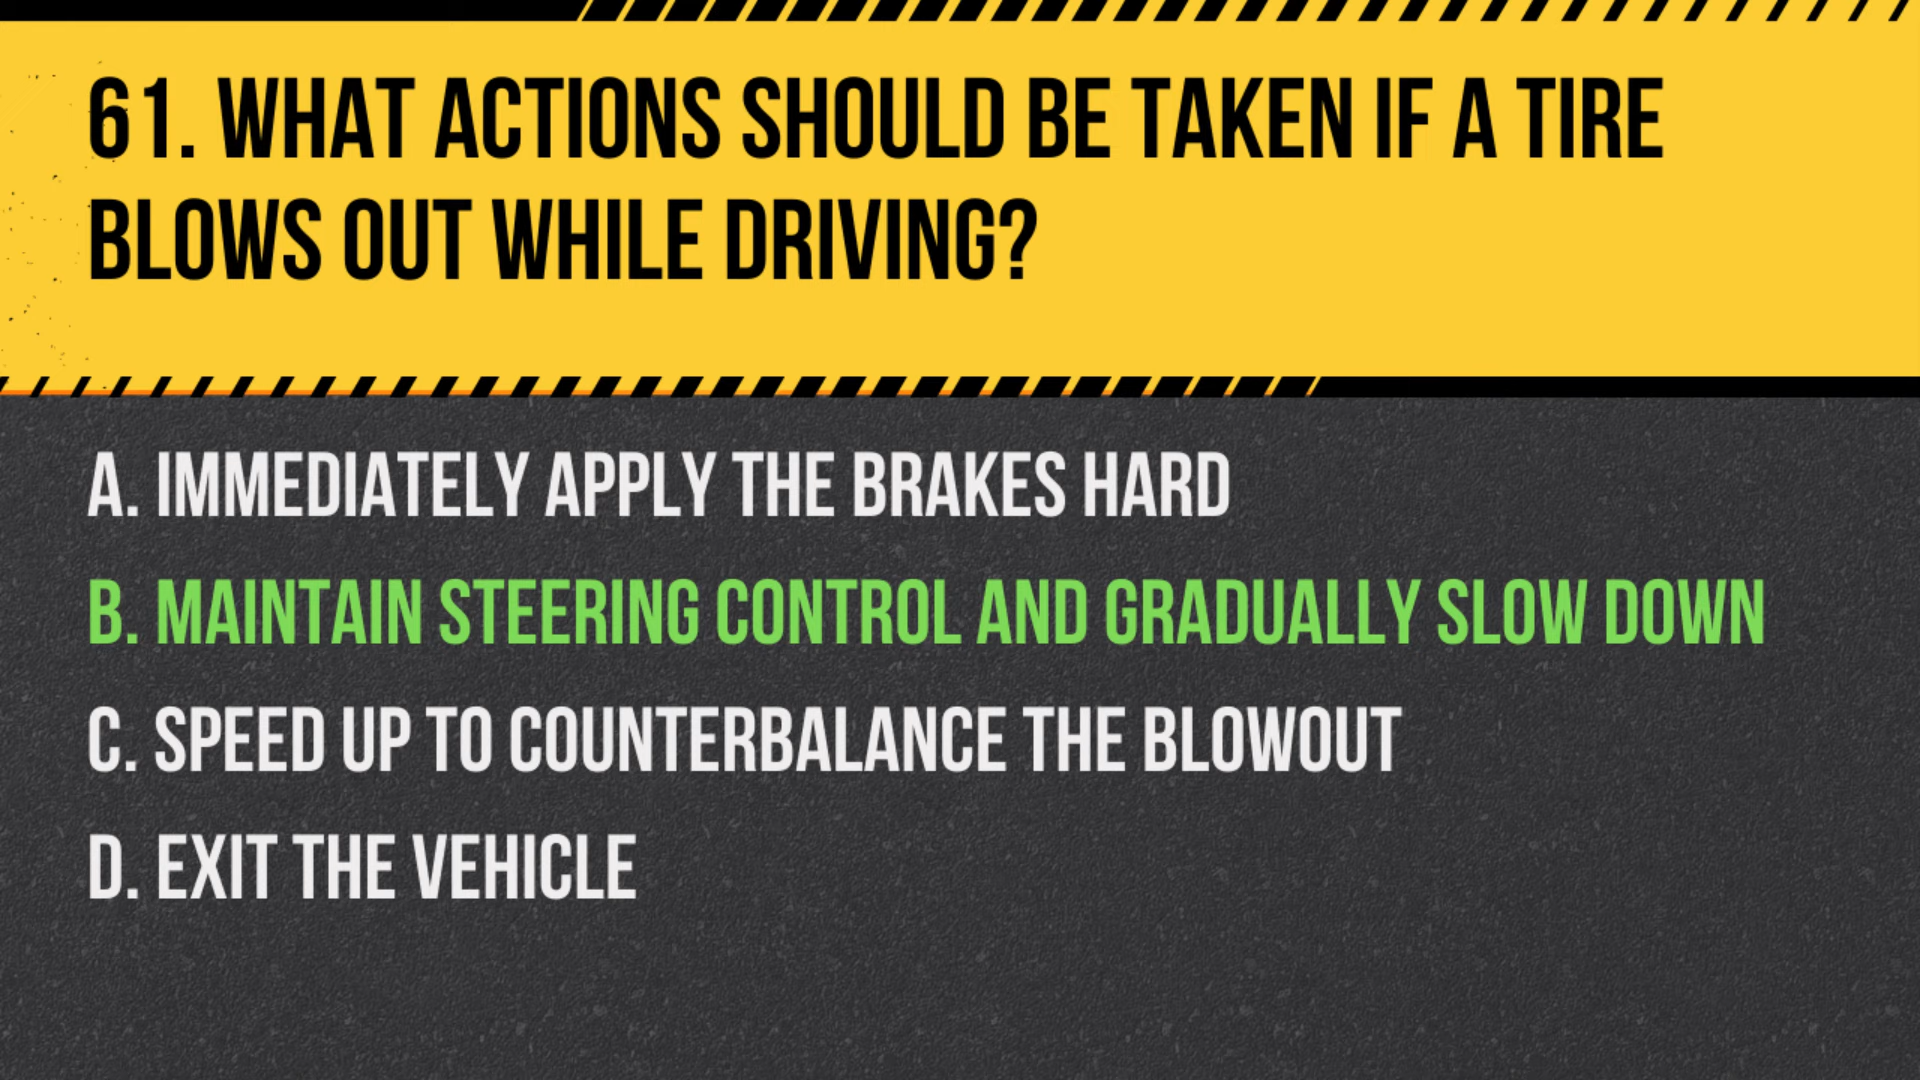 61. WHAT ACTIONS SHOULD BE TAKEN IF A TIRE
BLOWS OUT WHILE DRIVING?
A. IMMEDIATELY APPLY THE BRAKES HARD
B. MAINTAIN STEERING CONTROL AND GRADUALLY SLOW DOWN
C. SPEED UP TO COUNTERBALANCE THE BLOWOUT
D. EXIT THE VEHICLE